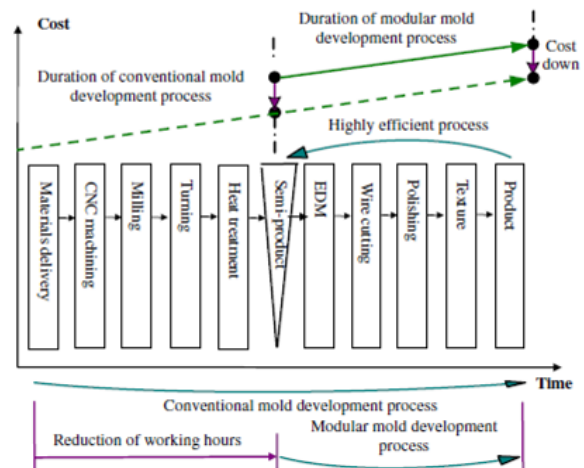 Cost
Duration of modular mold
development process
Cost
down
Duration of conventional mold
development process
Highly efficient process
Materials delivery
CNC machining
Milling
Turning
Heat treatment
Semi-product
EDM
Wire cutting
Polishing
Texture
Product
Time
Conventional mold development process
Reduction of working hours
Modular mold development
process